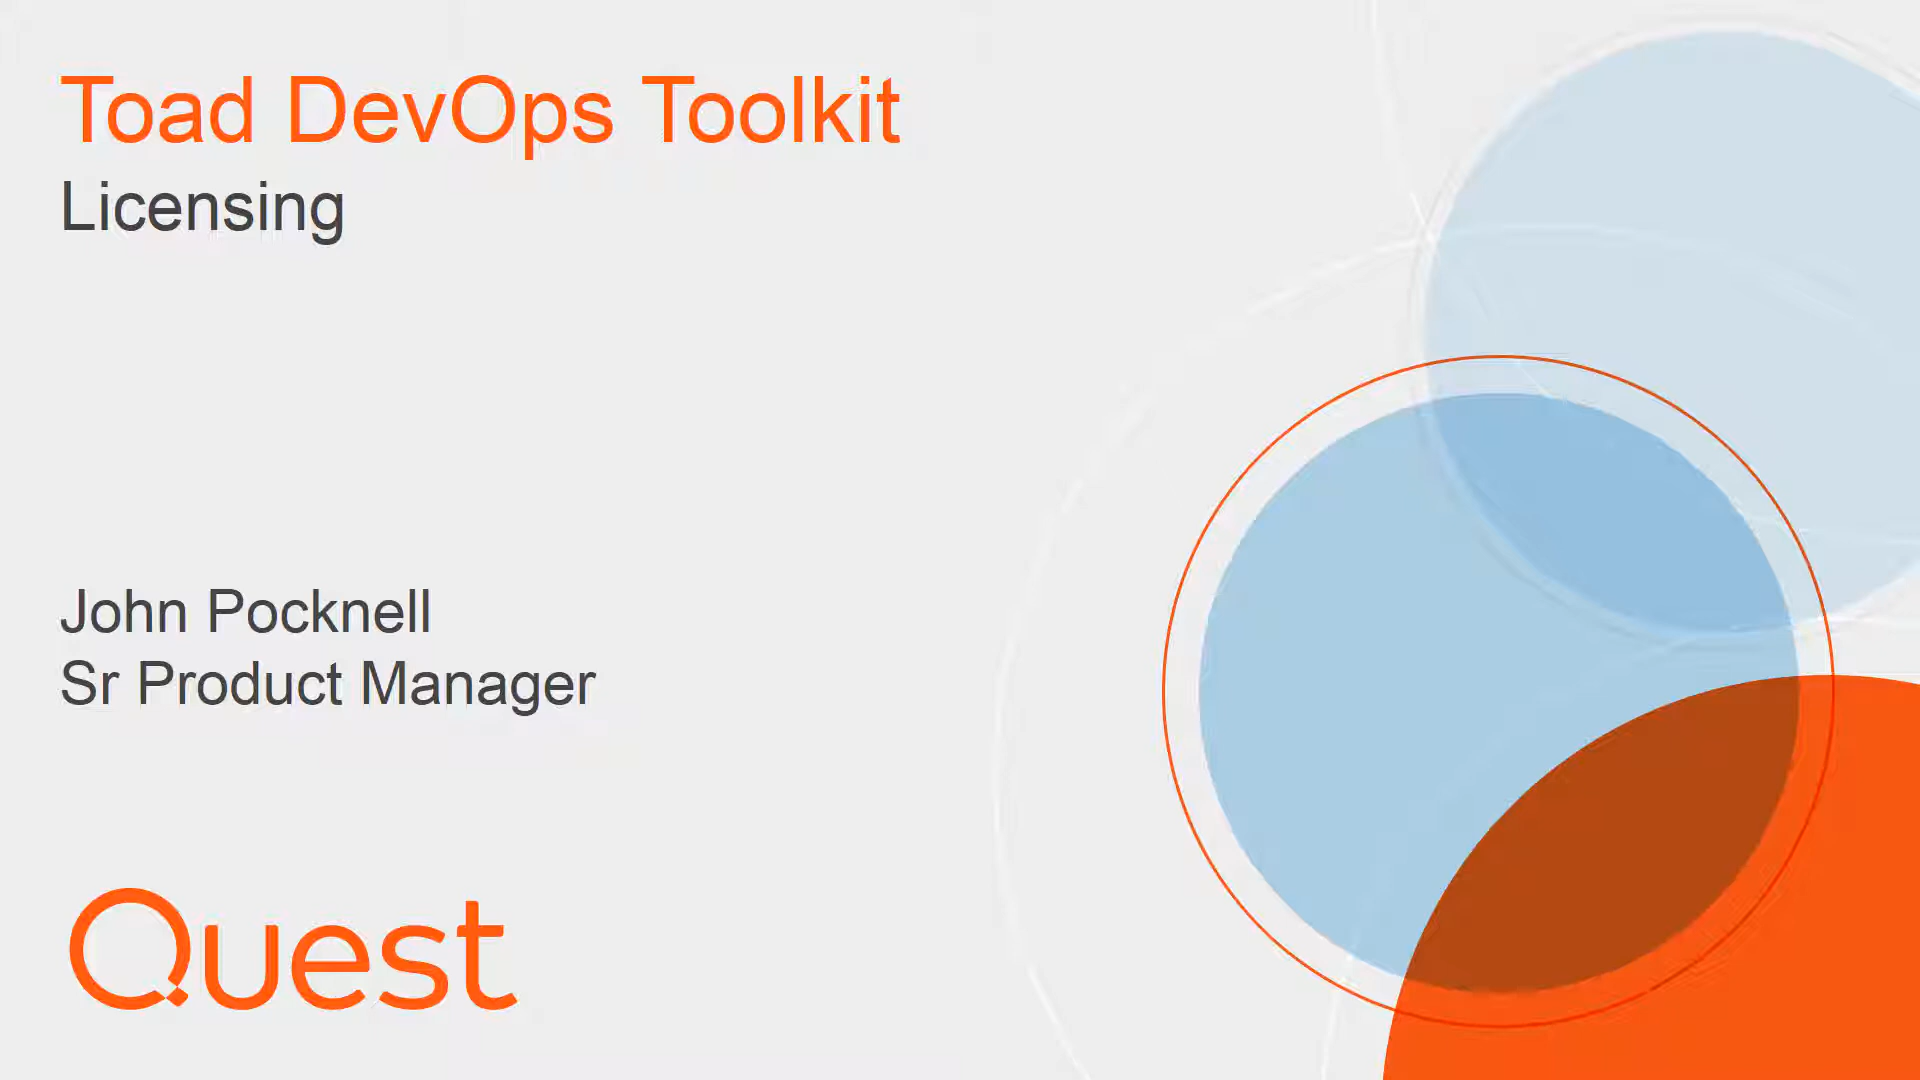 Toad DevOps Toolkit
Licensing
John Pocknell
Sr Product Manager
Quest